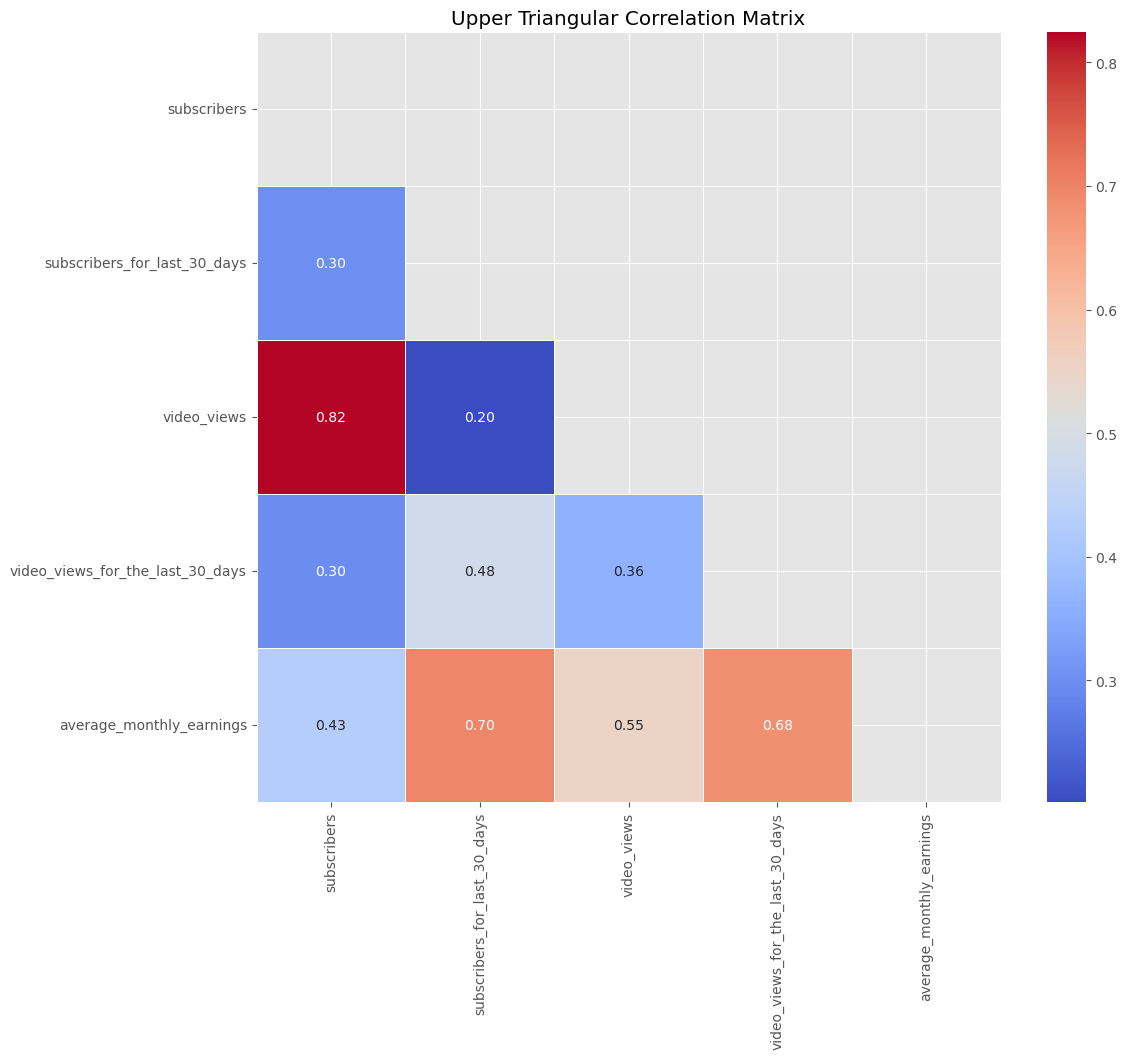 Upper Triangular Correlation Matrix
subscribers
subscribers_for_last_30_days
0.30
video_views
0.82
0.20
video_views_for_the_last_30_days
0.30
0.48
0.36
average_monthly_earnings
0.43
0.70
0.55
0.68
subscribers
subscribers_for_last_30_days
video_views
video_views_for_the_last_30_days
average_monthly_earnings
0.8
0.7
0.6
0.5
0.4
0.3